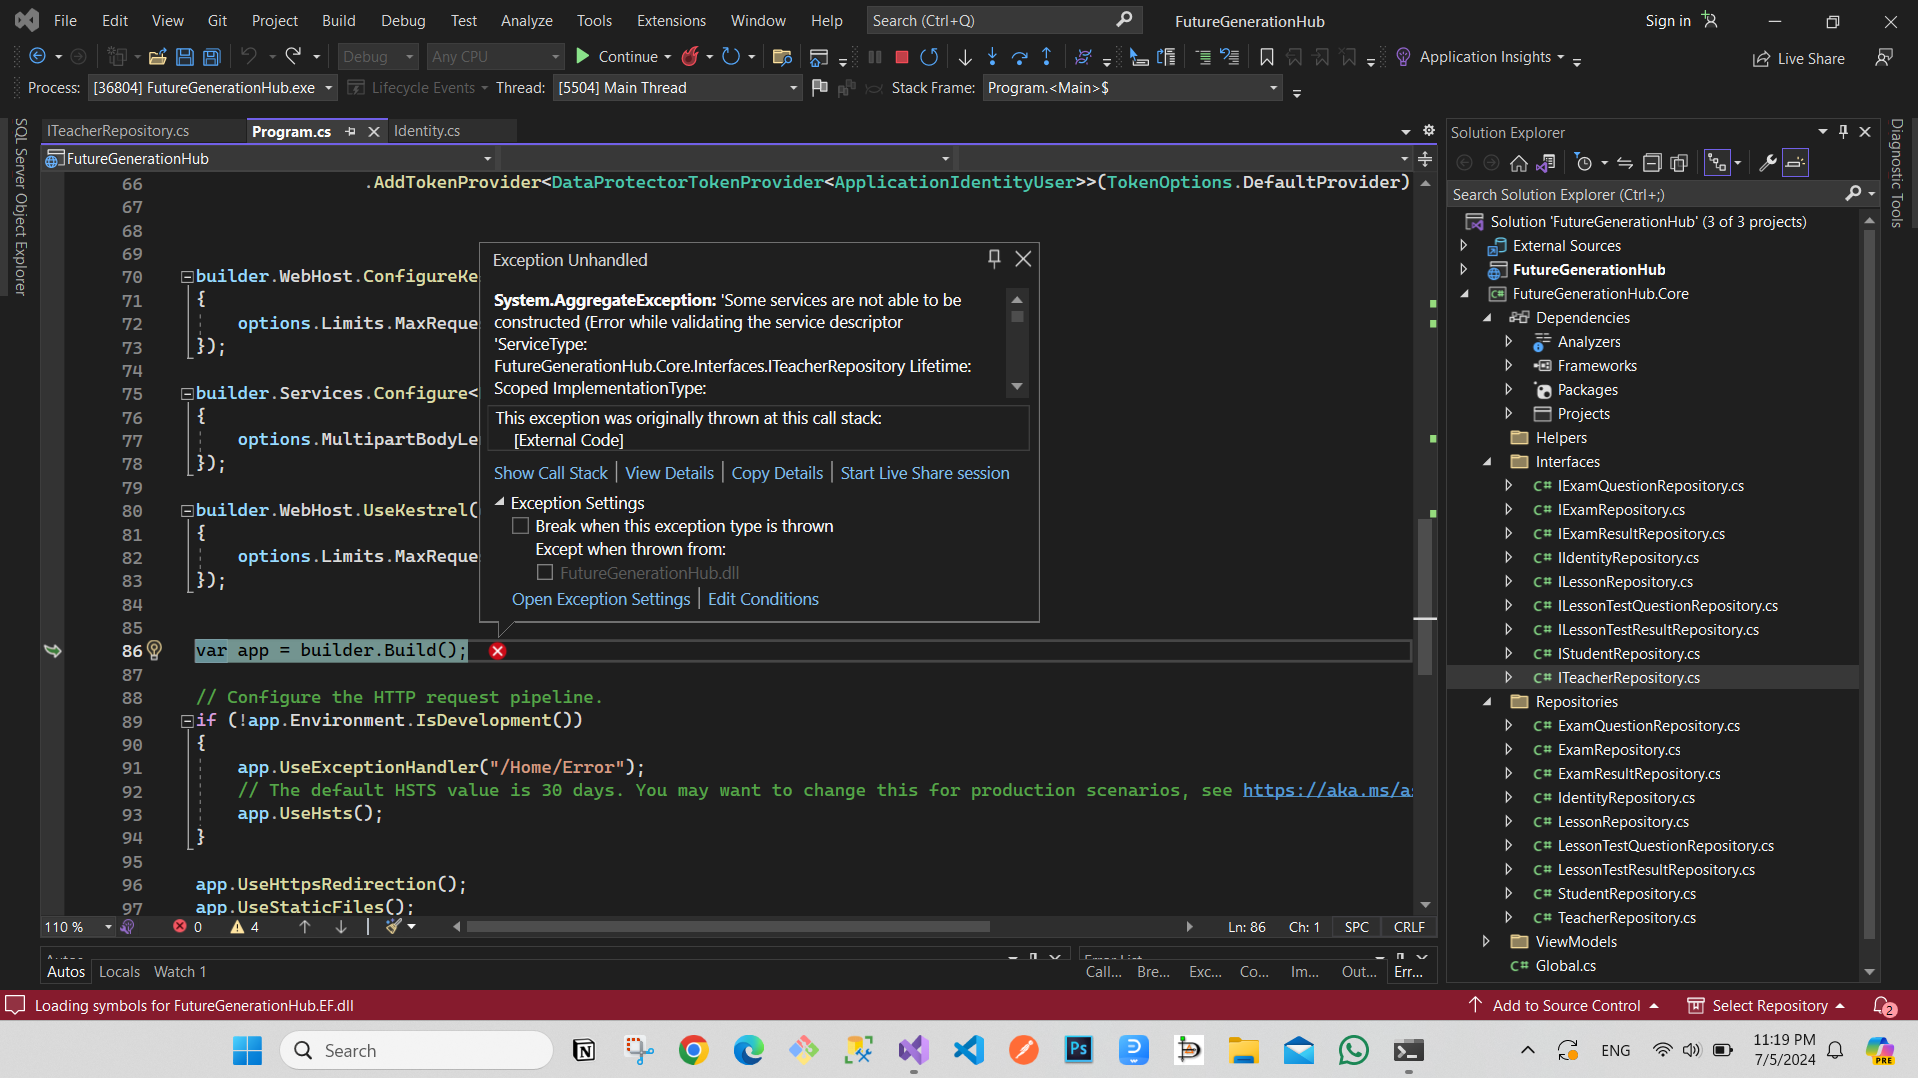 File Edit View Git Project Build Debug Test Analyze Tools Extensions Window Help Search (Ctrl+Q) FutureGenerationHub Sign in
Debug Any CPU Continue Application Insights Live Share
Process: [36804] FutureGenerationHub.exe Lifecycle Events Thread: [5504] Main Thread Stack Frame: Program.<Main>$
SQL Server Object Explorer
ITeacherRepository.cs Program.cs Identity.cs
FutureGenerationHub
66 .AddTokenProvider<DataProtectorTokenProvider<ApplicationIdentityUser>>(TokenOptions.DefaultProvider)
67
68
69
70 builder.WebHost.ConfigureKe
71 {
72 options.Limits.MaxReque
73 });
74
75 builder.Services.Configure<
76 {
77 options.MultipartBodyLe
78 });
79
80 builder.WebHost.UseKestrel(
81 {
82 options.Limits.MaxReque
83 });
84
85
86 var app = builder.Build();
87
88 // Configure the HTTP request pipeline.
89 if (!app.Environment.IsDevelopment())
90 {
91 app.UseExceptionHandler("/Home/Error");
92 // The default HSTS value is 30 days. You may want to change this for production scenarios, see https://aka.ms/as
93 app.UseHsts();
94 }
95
96 app.UseHttpsRedirection();
97 app.UseStaticFiles();
Exception Unhandled
System.AggregateException: 'Some services are not able to be
constructed (Error while validating the service descriptor
'ServiceType:
FutureGenerationHub.Core.Interfaces.ITeacherRepository Lifetime:
Scoped ImplementationType:
This exception was originally thrown at this call stack:
[External Code]
Show Call Stack View Details Copy Details Start Live Share session
Exception Settings
Break when this exception type is thrown
Except when thrown from:
FutureGenerationHub.dll
Open Exception Settings Edit Conditions
110 % 0 4 Ln: 86 Ch: 1 SPC CRLF
Autos Error List
Autos Locals Watch 1 Call... Bre... Exc... Co... Im... Out... Err...
Solution Explorer
Search Solution Explorer (Ctrl+;)
Solution 'FutureGenerationHub' (3 of 3 projects)
External Sources
FutureGenerationHub
FutureGenerationHub.Core
Dependencies
Analyzers
Frameworks
Packages
Projects
Helpers
Interfaces
C# IExamQuestionRepository.cs
C# IExamRepository.cs
C# IExamResultRepository.cs
C# IIdentityRepository.cs
C# ILessonRepository.cs
C# ILessonTestQuestionRepository.cs
C# ILessonTestResultRepository.cs
C# IStudentRepository.cs
C# ITeacherRepository.cs
Repositories
C# ExamQuestionRepository.cs
C# ExamRepository.cs
C# ExamResultRepository.cs
C# IdentityRepository.cs
C# LessonRepository.cs
C# LessonTestQuestionRepository.cs
C# LessonTestResultRepository.cs
C# StudentRepository.cs
C# TeacherRepository.cs
ViewModels
C# Global.cs
Diagnostic Tools
Loading symbols for FutureGenerationHub.EF.dll Add to Source Control Select Repository 2
Search Ps ENG 11:19 PM
7/5/2024 PRE